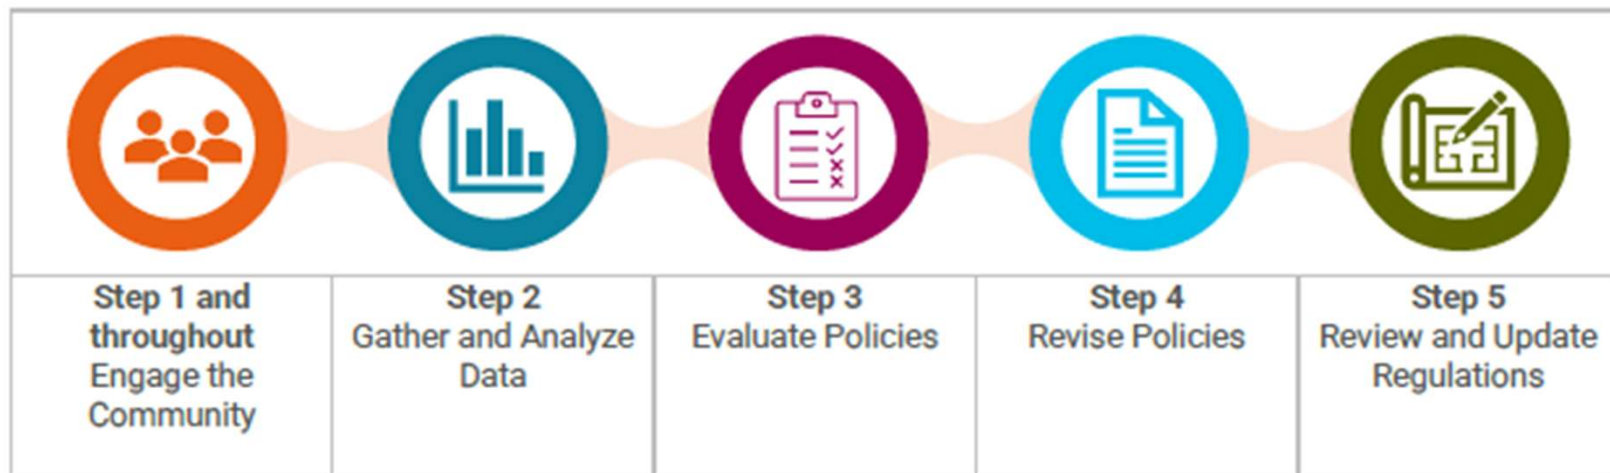 Step 1 and
throughout
Engage the
Community
Step 2
Gather and Analyze
Data
Step 3
Evaluate Policies
Step 4
Revise Policies
Step 5
Review and Update
Regulations